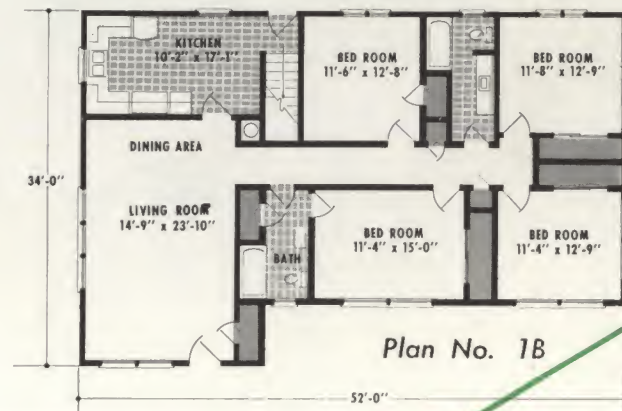 KITCHEN
10'-2" x 17'-1"
BED ROOM
11'-6" x 12'-8"
BED ROOM
11'-8" x 12'-9"
DINING AREA
34'-0"
LIVING ROOM
14'-9" x 23'-10"
BATH
BED ROOM
11'-4" x 15'-0"
BED ROOM
11'-4" x 12'-9"
Plan No. 1B
52'-0"